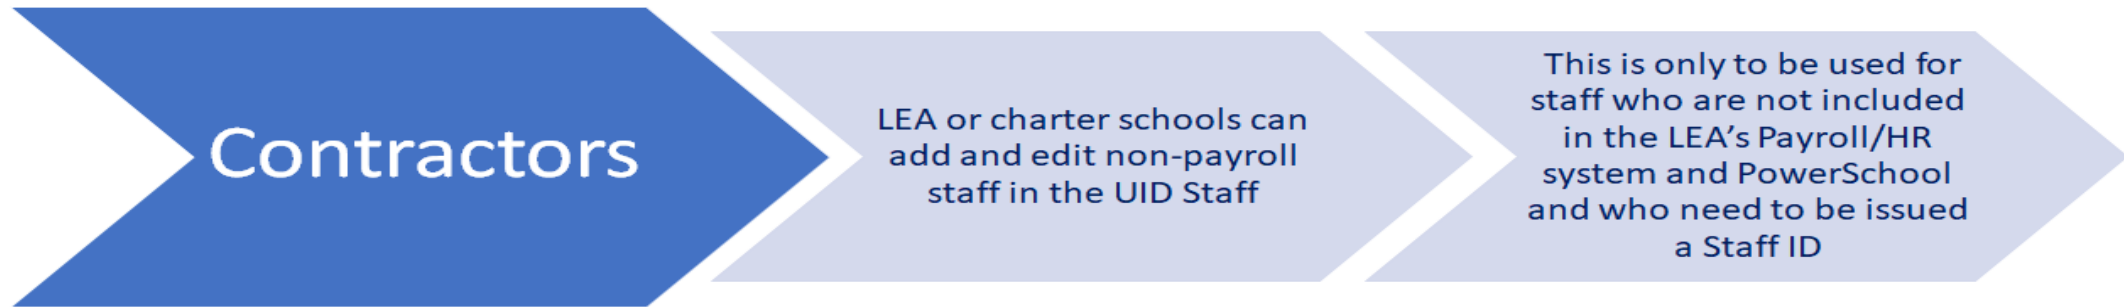 Contractors
LEA or charter schools can
add and edit non-payroll
staff in the UID Staff
This is only to be used for
staff who are not included
in the LEA’s Payroll/HR
system and PowerSchool
and who need to be issued
a Staff ID